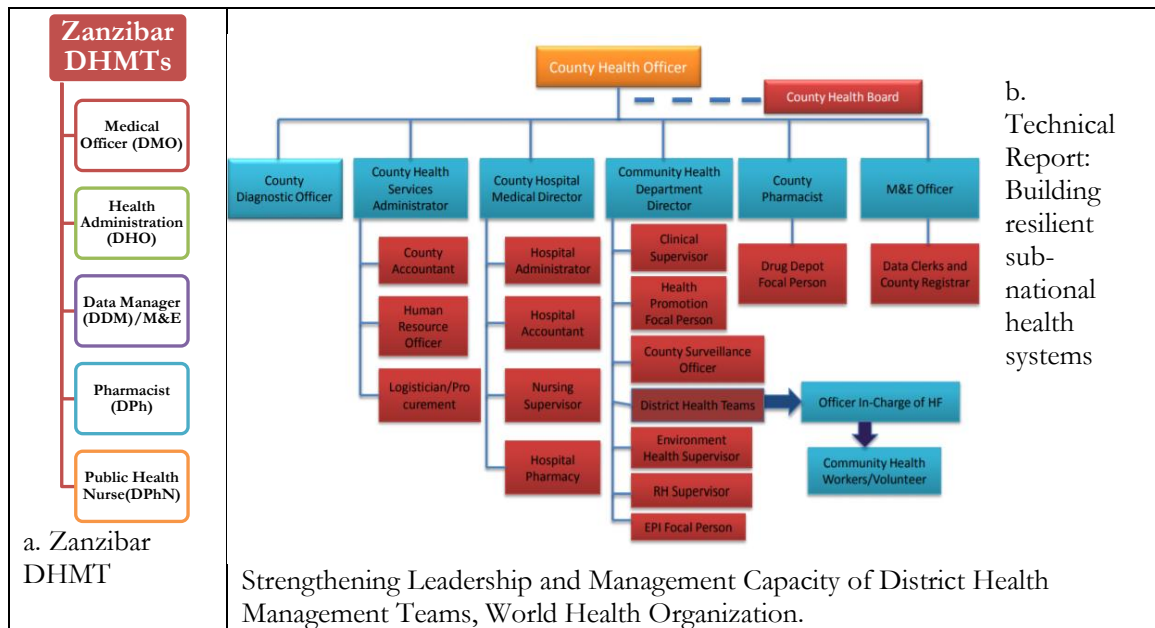 Zanzibar
DHMTs
Medical
Officer (DMO)
Health
Administration
(DHO)
Data Manager
(DDM)/M&E
Pharmacist
(DPh)
Public Health
Nurse(DPhN)
a. Zanzibar
DHMT
County Health Officer
County Health Board
County
Diagnostic Officer
County Health
Services
Administrator
County Hospital
Medical Director
Community Health
Department
Director
County
Pharmacist
M&E Officer
County
Accountant
Human
Resource
Officer
Logistician/Pro
curement
Hospital
Administrator
Hospital
Accountant
Nursing
Supervisor
Hospital
Pharmacy
Clinical
Supervisor
Health
Promotion
Focal Person
County Surveillance
Officer
District Health Teams
Environment
Health Supervisor
RH Supervisor
EPI Focal Person
Drug Depot
Focal Person
Data Clerks and
County Registrar
Officer In-Charge of HF
Community Health
Workers/Volunteer
b.
Technical
Report:
Building
resilient
sub-
national
health
systems
Strengthening Leadership and Management Capacity of District Health
Management Teams, World Health Organization.